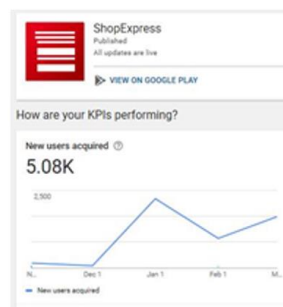 ShopExpress
Published
All updates are live
VIEW ON GOOGLE PLAY
How are your KPIs performing?
New users acquired ?
5.08K
2,500
N.. Dec 1 Jan 1 Feb 1 M..
New users acquired